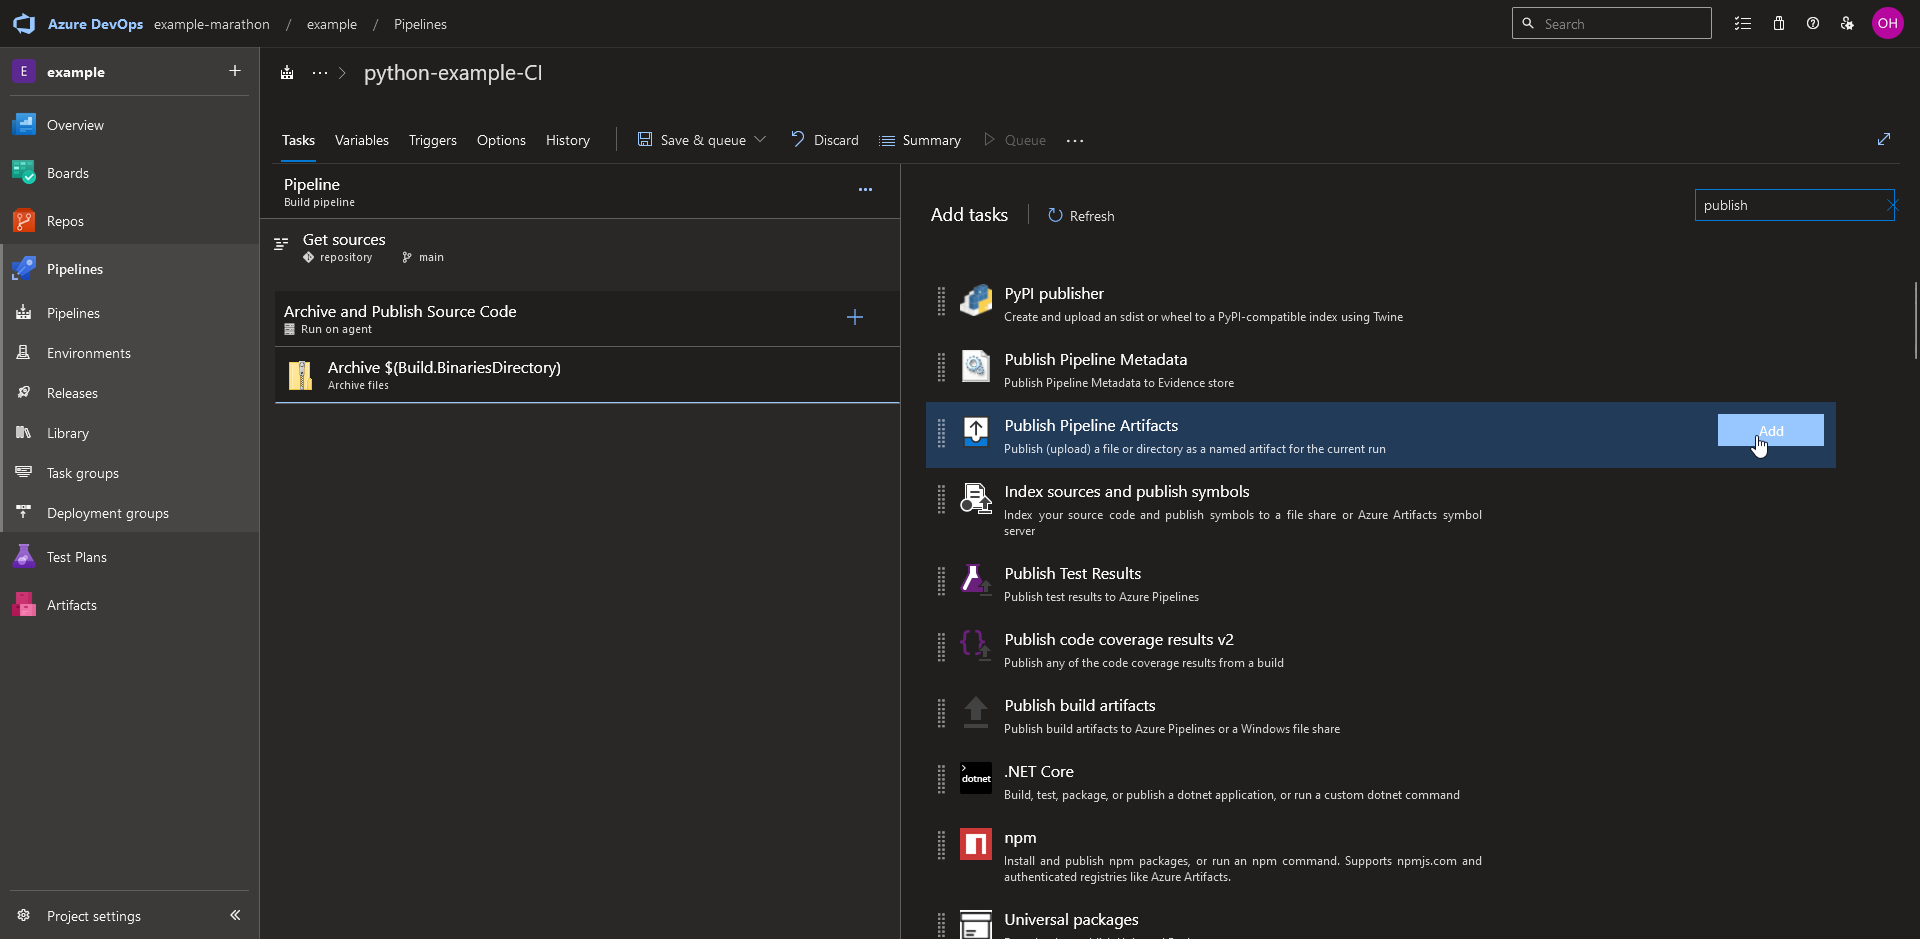 Azure DevOps example-marathon / example / Pipelines
Search
OH
E example +
Overview
Boards
Repos
Pipelines
Pipelines
Environments
Releases
Library
Task groups
Deployment groups
Test Plans
Artifacts
Project settings
python-example-CI
Tasks Variables Triggers Options History Save & queue Discard Summary Queue
Pipeline
Build pipeline
Get sources
repository main
Archive and Publish Source Code
Run on agent
Archive $(Build.BinariesDirectory)
Archive files
Add tasks Refresh
publish
PyPI publisher
Create and upload an sdist or wheel to a PyPI-compatible index using Twine
Publish Pipeline Metadata
Publish Pipeline Metadata to Evidence store
Publish Pipeline Artifacts
Publish (upload) a file or directory as a named artifact for the current run
Add
Index sources and publish symbols
Index your source code and publish symbols to a file share or Azure Artifacts symbol
server
Publish Test Results
Publish test results to Azure Pipelines
Publish code coverage results v2
Publish any of the code coverage results from a build
Publish build artifacts
Publish build artifacts to Azure Pipelines or a Windows file share
dotnet
.NET Core
Build, test, package, or publish a dotnet application, or run a custom dotnet command
npm
Install and publish npm packages, or run an npm command. Supports npmjs.com and
authenticated registries like Azure Artifacts.
Universal packages